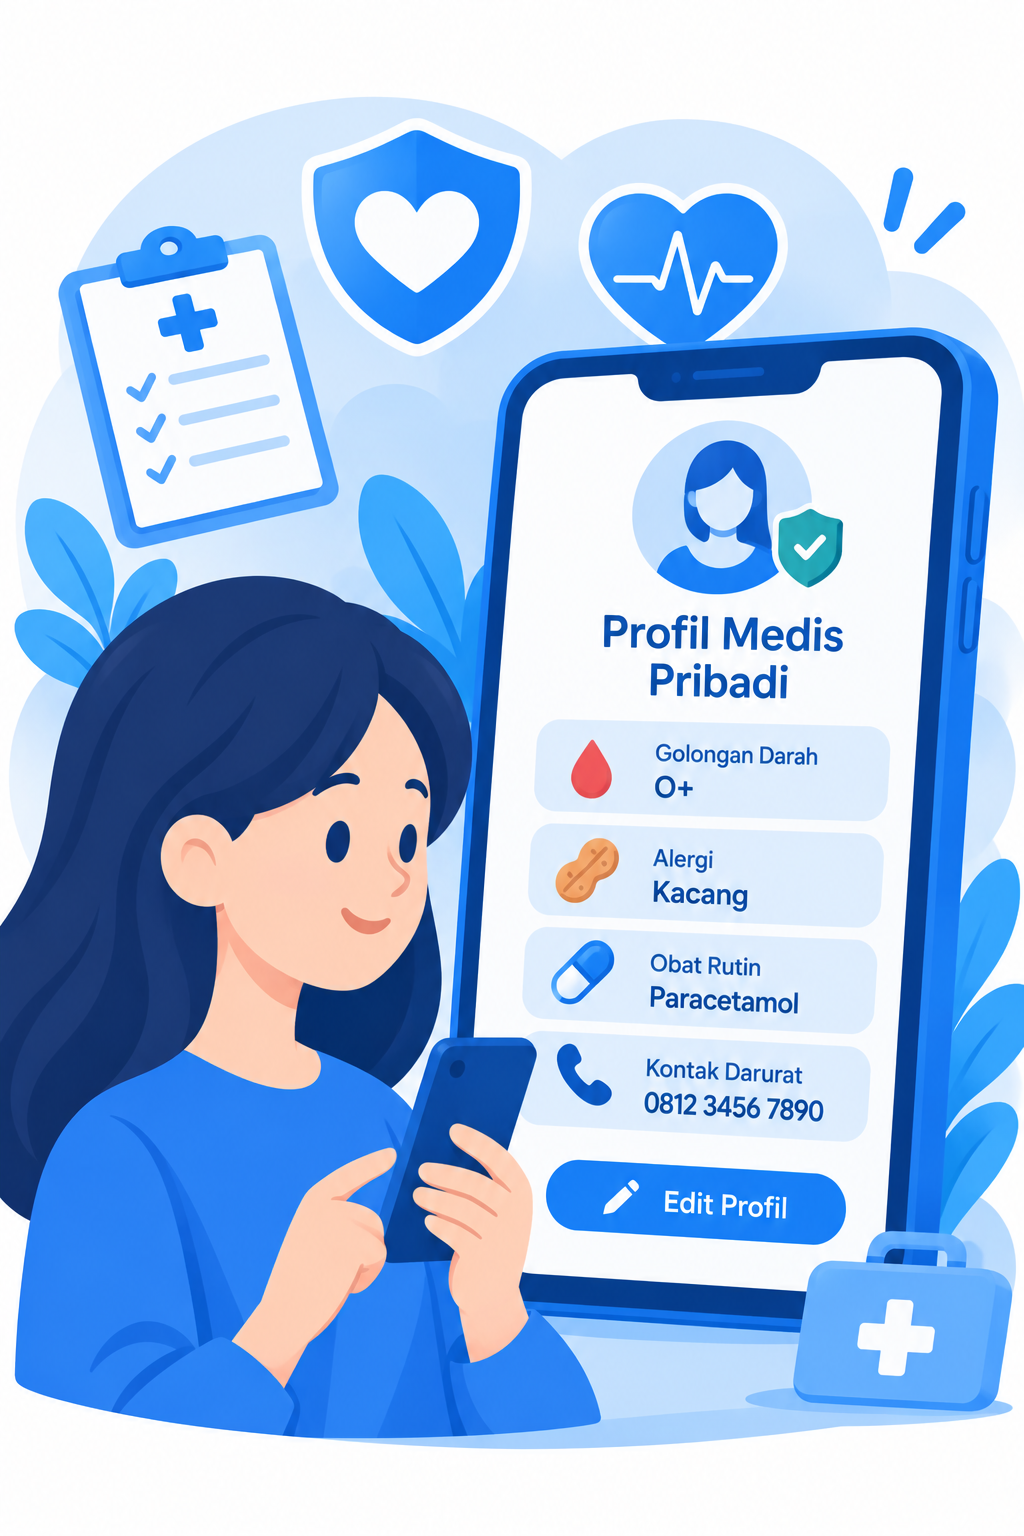 Profil Medis
Pribadi
Golongan Darah
O+
Alergi
Kacang
Obat Rutin
Paracetamol
Kontak Darurat
0812 3456 7890
Edit Profil